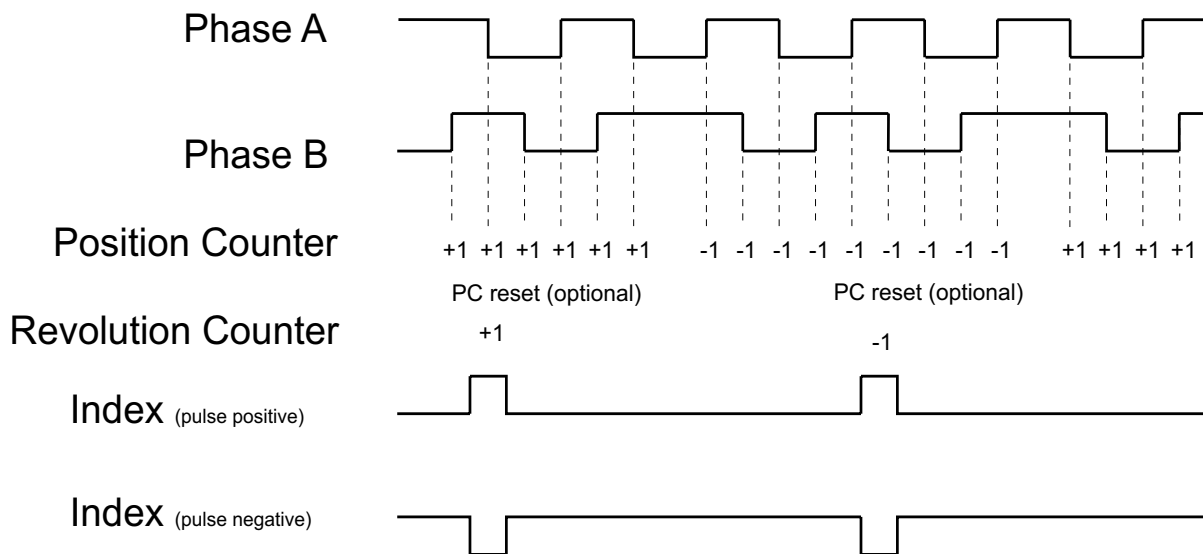 Phase A
Phase B
Position Counter +1 +1 +1 +1 +1 +1 -1 -1 -1 -1 -1 -1 -1 -1 -1 +1 +1 +1 +1
PC reset (optional) PC reset (optional)
Revolution Counter +1 -1
Index (pulse positive)
Index (pulse negative)